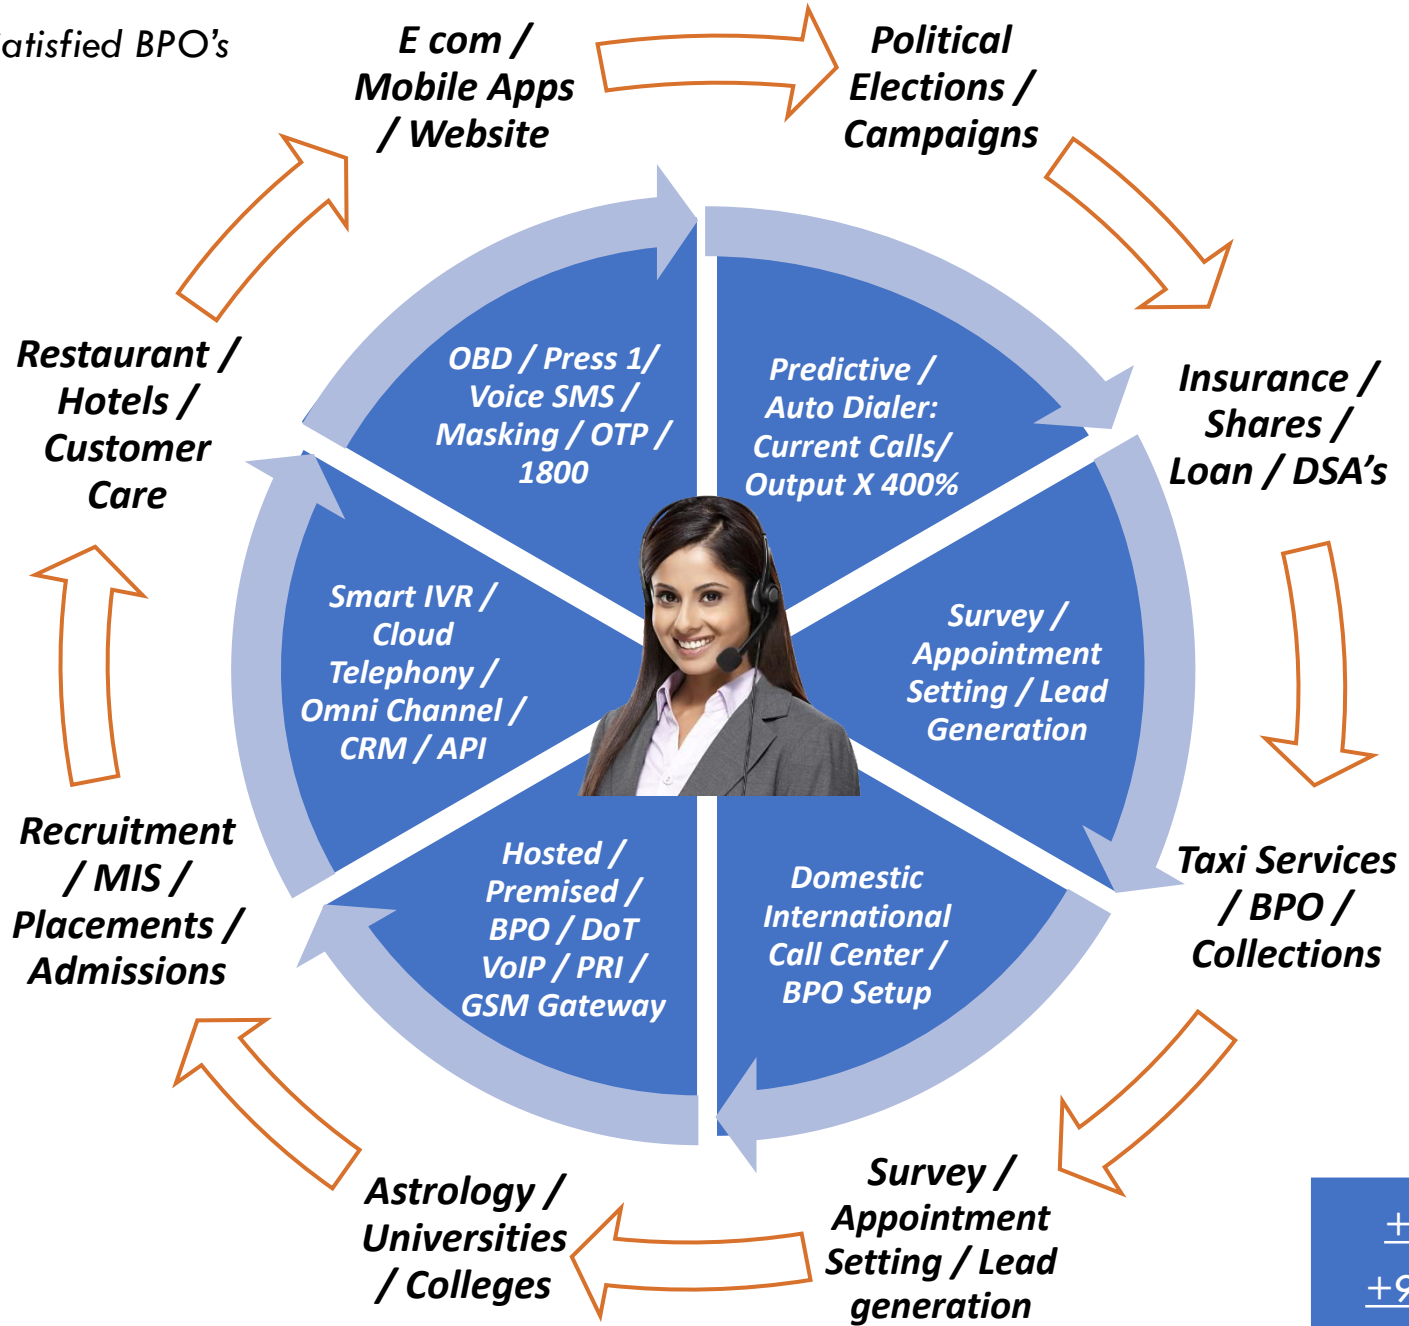 BPO's
E com /
Mobile Apps
/ Website
Political
Elections /
Campaigns
Insurance /
Shares /
Loan / DSA's
Taxi Services
/ BPO /
Collections
Survey /
Appointment
Setting / Lead
generation
Astrology /
Universities
/ Colleges
Recruitment
/ MIS /
Placements /
Admissions
Restaurant /
Hotels /
Customer
Care
OBD / Press 1/
Voice SMS /
Masking / OTP /
1800
Predictive /
Auto Dialer:
Current Calls/
Output X 400%
Survey /
Appointment
Setting / Lead
Generation
Domestic
International
Call Center /
BPO Setup
Hosted /
Premised /
BPO / DoT
VoIP / PRI /
GSM Gateway
Smart IVR /
Cloud
Telephony /
Omni Channel /
CRM / API